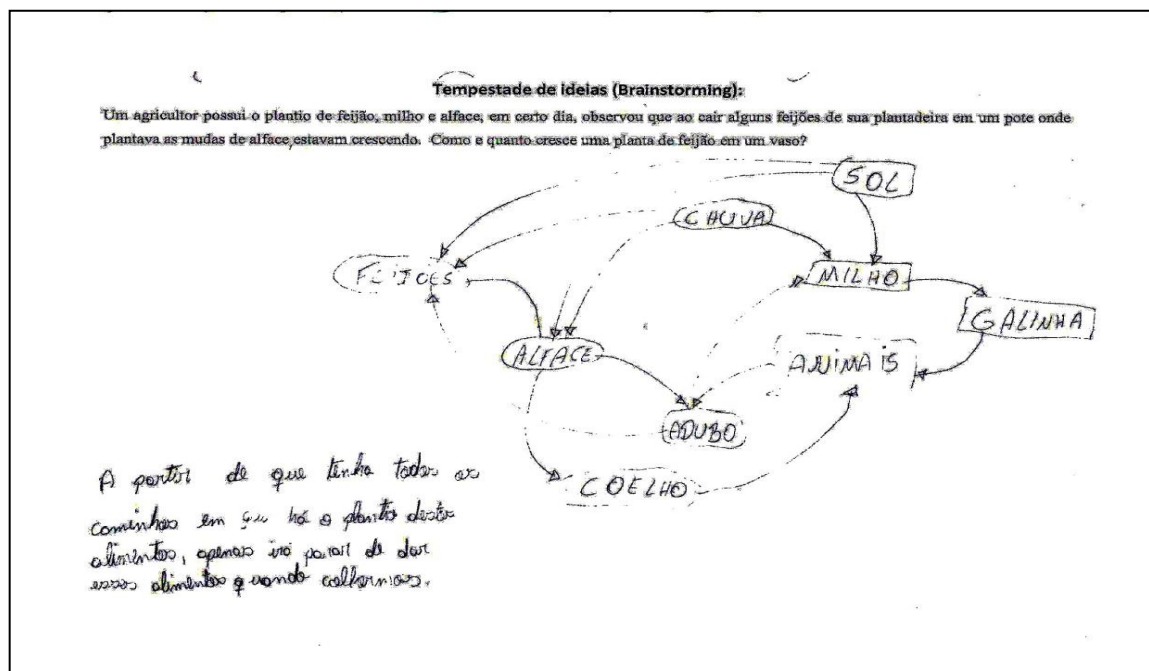 Tempestade de ideias (Brainstorming):
Um agricultor possui o plantio de feijão, milho e alface, em certo dia, observou que ao cair alguns feijões de sua plantadeira em um pote onde
plantava as mudas de alface estavam crescendo. Como e quanto cresce uma planta de feijão em um vaso?
SOL
CHUVA
FEIJOES
MILHO
GALINHA
ALFACE
ANIMAIS
ADUBO
COELHO
A partir de que tenha todos os
caminhos em que há o plantio destes
alimentos, apenas irá parar de dar
esses alimentos quando colhermos.